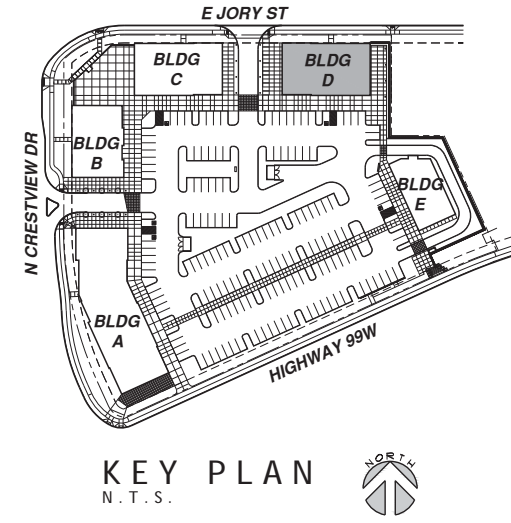 E JORY ST
BLDG
C
BLDG
D
BLDG
B
N CRESTVIEW DR
BLDG
E
BLDG
A
HIGHWAY 99W
KEY PLAN
N.T.S.
NORTH